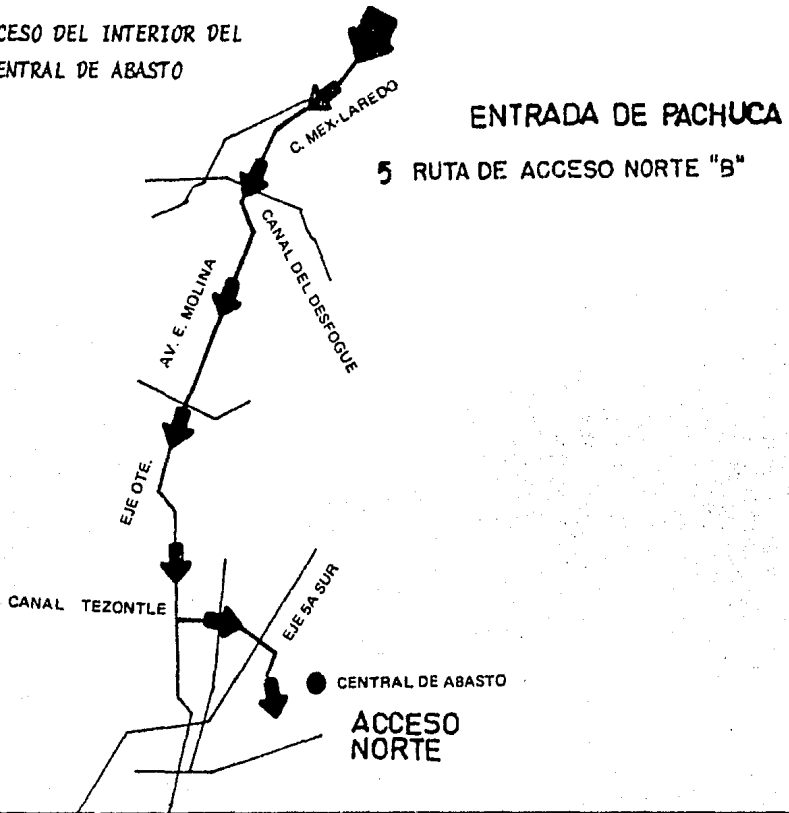 CESO DEL INTERIOR DEL
ENTRAL DE ABASTO
C. MEX-LAREDO
ENTRADA DE PACHUCA
5 RUTA DE ACCESO NORTE "B"
CANAL DEL DESFOGUE
AV. E. MOLINA
EJE OTE.
CANAL TEZONTLE
EJE 5A SUR
CENTRAL DE ABASTO
ACCESO
NORTE